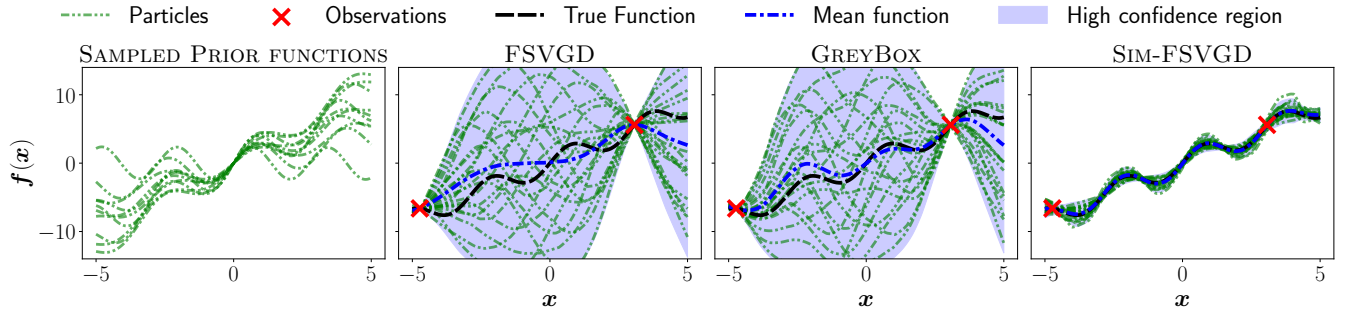 Particles Observations True Function Mean function High confidence region
SAMPLED PRIOR FUNCTIONS FSVGD GREYBOX SIM-FSVGD
10
0
−10
f(x)
−5 0 5 −5 0 5 −5 0 5 −5 0 5
x x x x